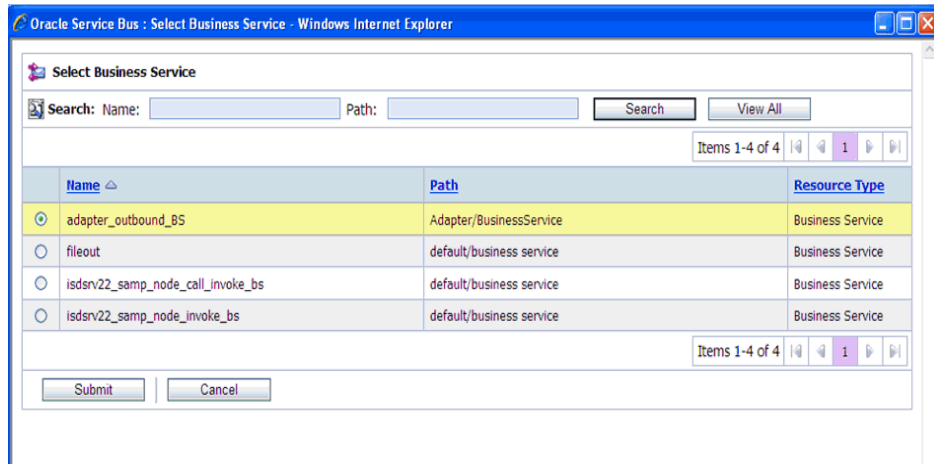 Oracle Service Bus : Select Business Service - Windows Internet Explorer
Select Business Service
Search: Name: Path: Search View All
Items 1-4 of 4 1
Name Path Resource Type
adapter_outbound_BS Adapter/BusinessService Business Service
fileout default/business service Business Service
isdsrv22_samp_node_call_invoke_bs default/business service Business Service
isdsrv22_samp_node_invoke_bs default/business service Business Service
Items 1-4 of 4 1
Submit Cancel